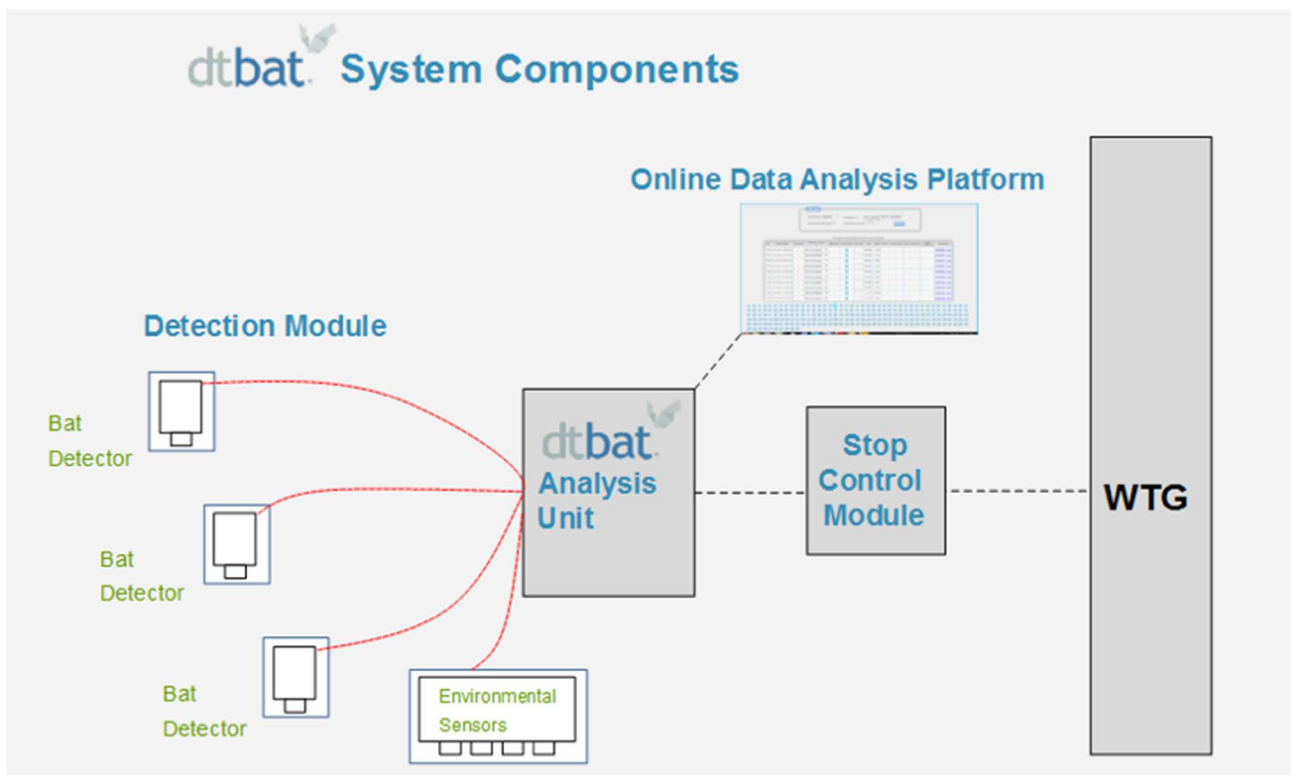 dtbat. System Components
Online Data Analysis Platform
Detection Module
Bat
Detector
Bat
Detector
Bat
Detector
Environmental
Sensors
dtbat.
Analysis
Unit
Stop
Control
Module
WTG